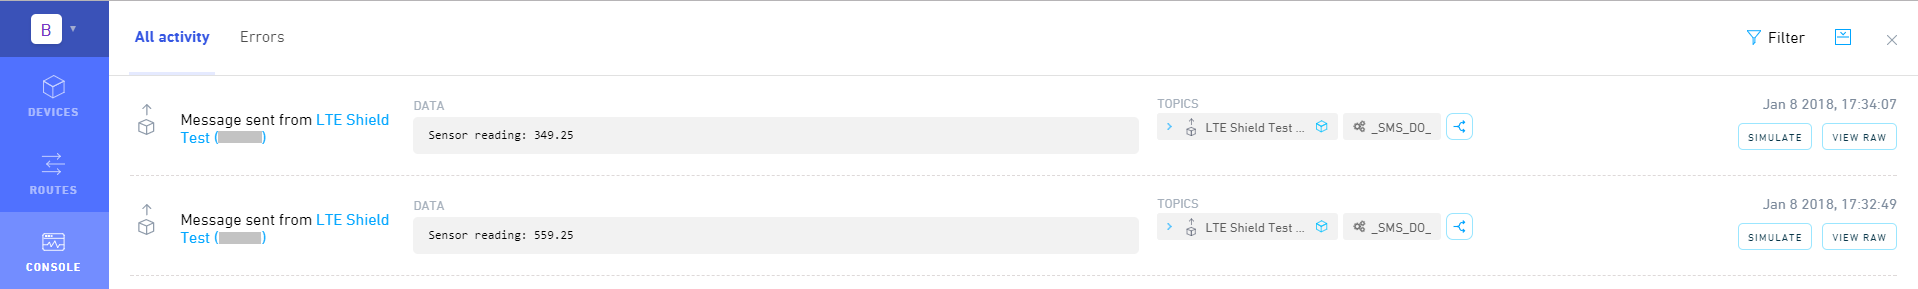 B
All activity
Errors
Filter
DEVICES
ROUTES
CONSOLE
Message sent from LTE Shield
Test ( )
DATA
Sensor reading: 349.25
TOPICS
LTE Shield Test ...
_SMS_DO_
Jan 8 2018, 17:34:07
SIMULATE
VIEW RAW
Message sent from LTE Shield
Test ( )
DATA
Sensor reading: 559.25
TOPICS
LTE Shield Test ...
_SMS_DO_
Jan 8 2018, 17:32:49
SIMULATE
VIEW RAW